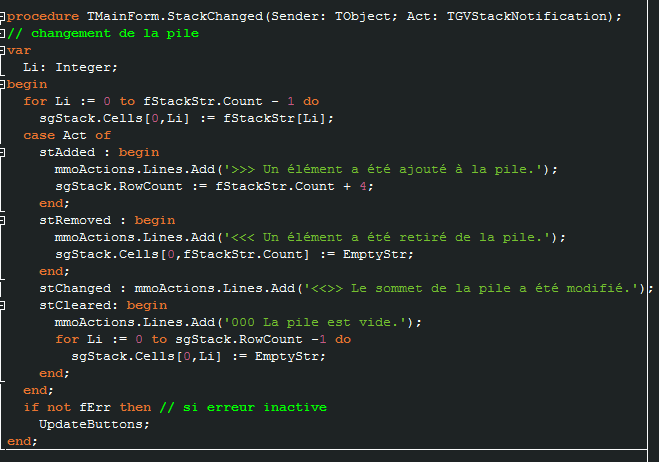 procedure TMainForm.StackChanged(Sender: TObject; Act: TGVStackNotification);
// changement de la pile
var
  Li: Integer;
begin
  for Li := 0 to fStackStr.Count - 1 do
    sgStack.Cells[0,Li] := fStackStr[Li];
  case Act of
    stAdded : begin
      mmoActions.Lines.Add('>>> Un élément a été ajouté à la pile.');
      sgStack.RowCount := fStackStr.Count + 4;
    end;
    stRemoved : begin
      mmoActions.Lines.Add('<<< Un élément a été retiré de la pile.');
      sgStack.Cells[0,fStackStr.Count] := EmptyStr;
    end;
    stChanged : mmoActions.Lines.Add('<<>> Le sommet de la pile a été modifié.');
    stCleared: begin
      mmoActions.Lines.Add('000 La pile est vide.');
      for Li := 0 to sgStack.RowCount -1 do
        sgStack.Cells[0,Li] := EmptyStr;
    end;
  end;
  if not fErr then // si erreur inactive
    UpdateButtons;
end;